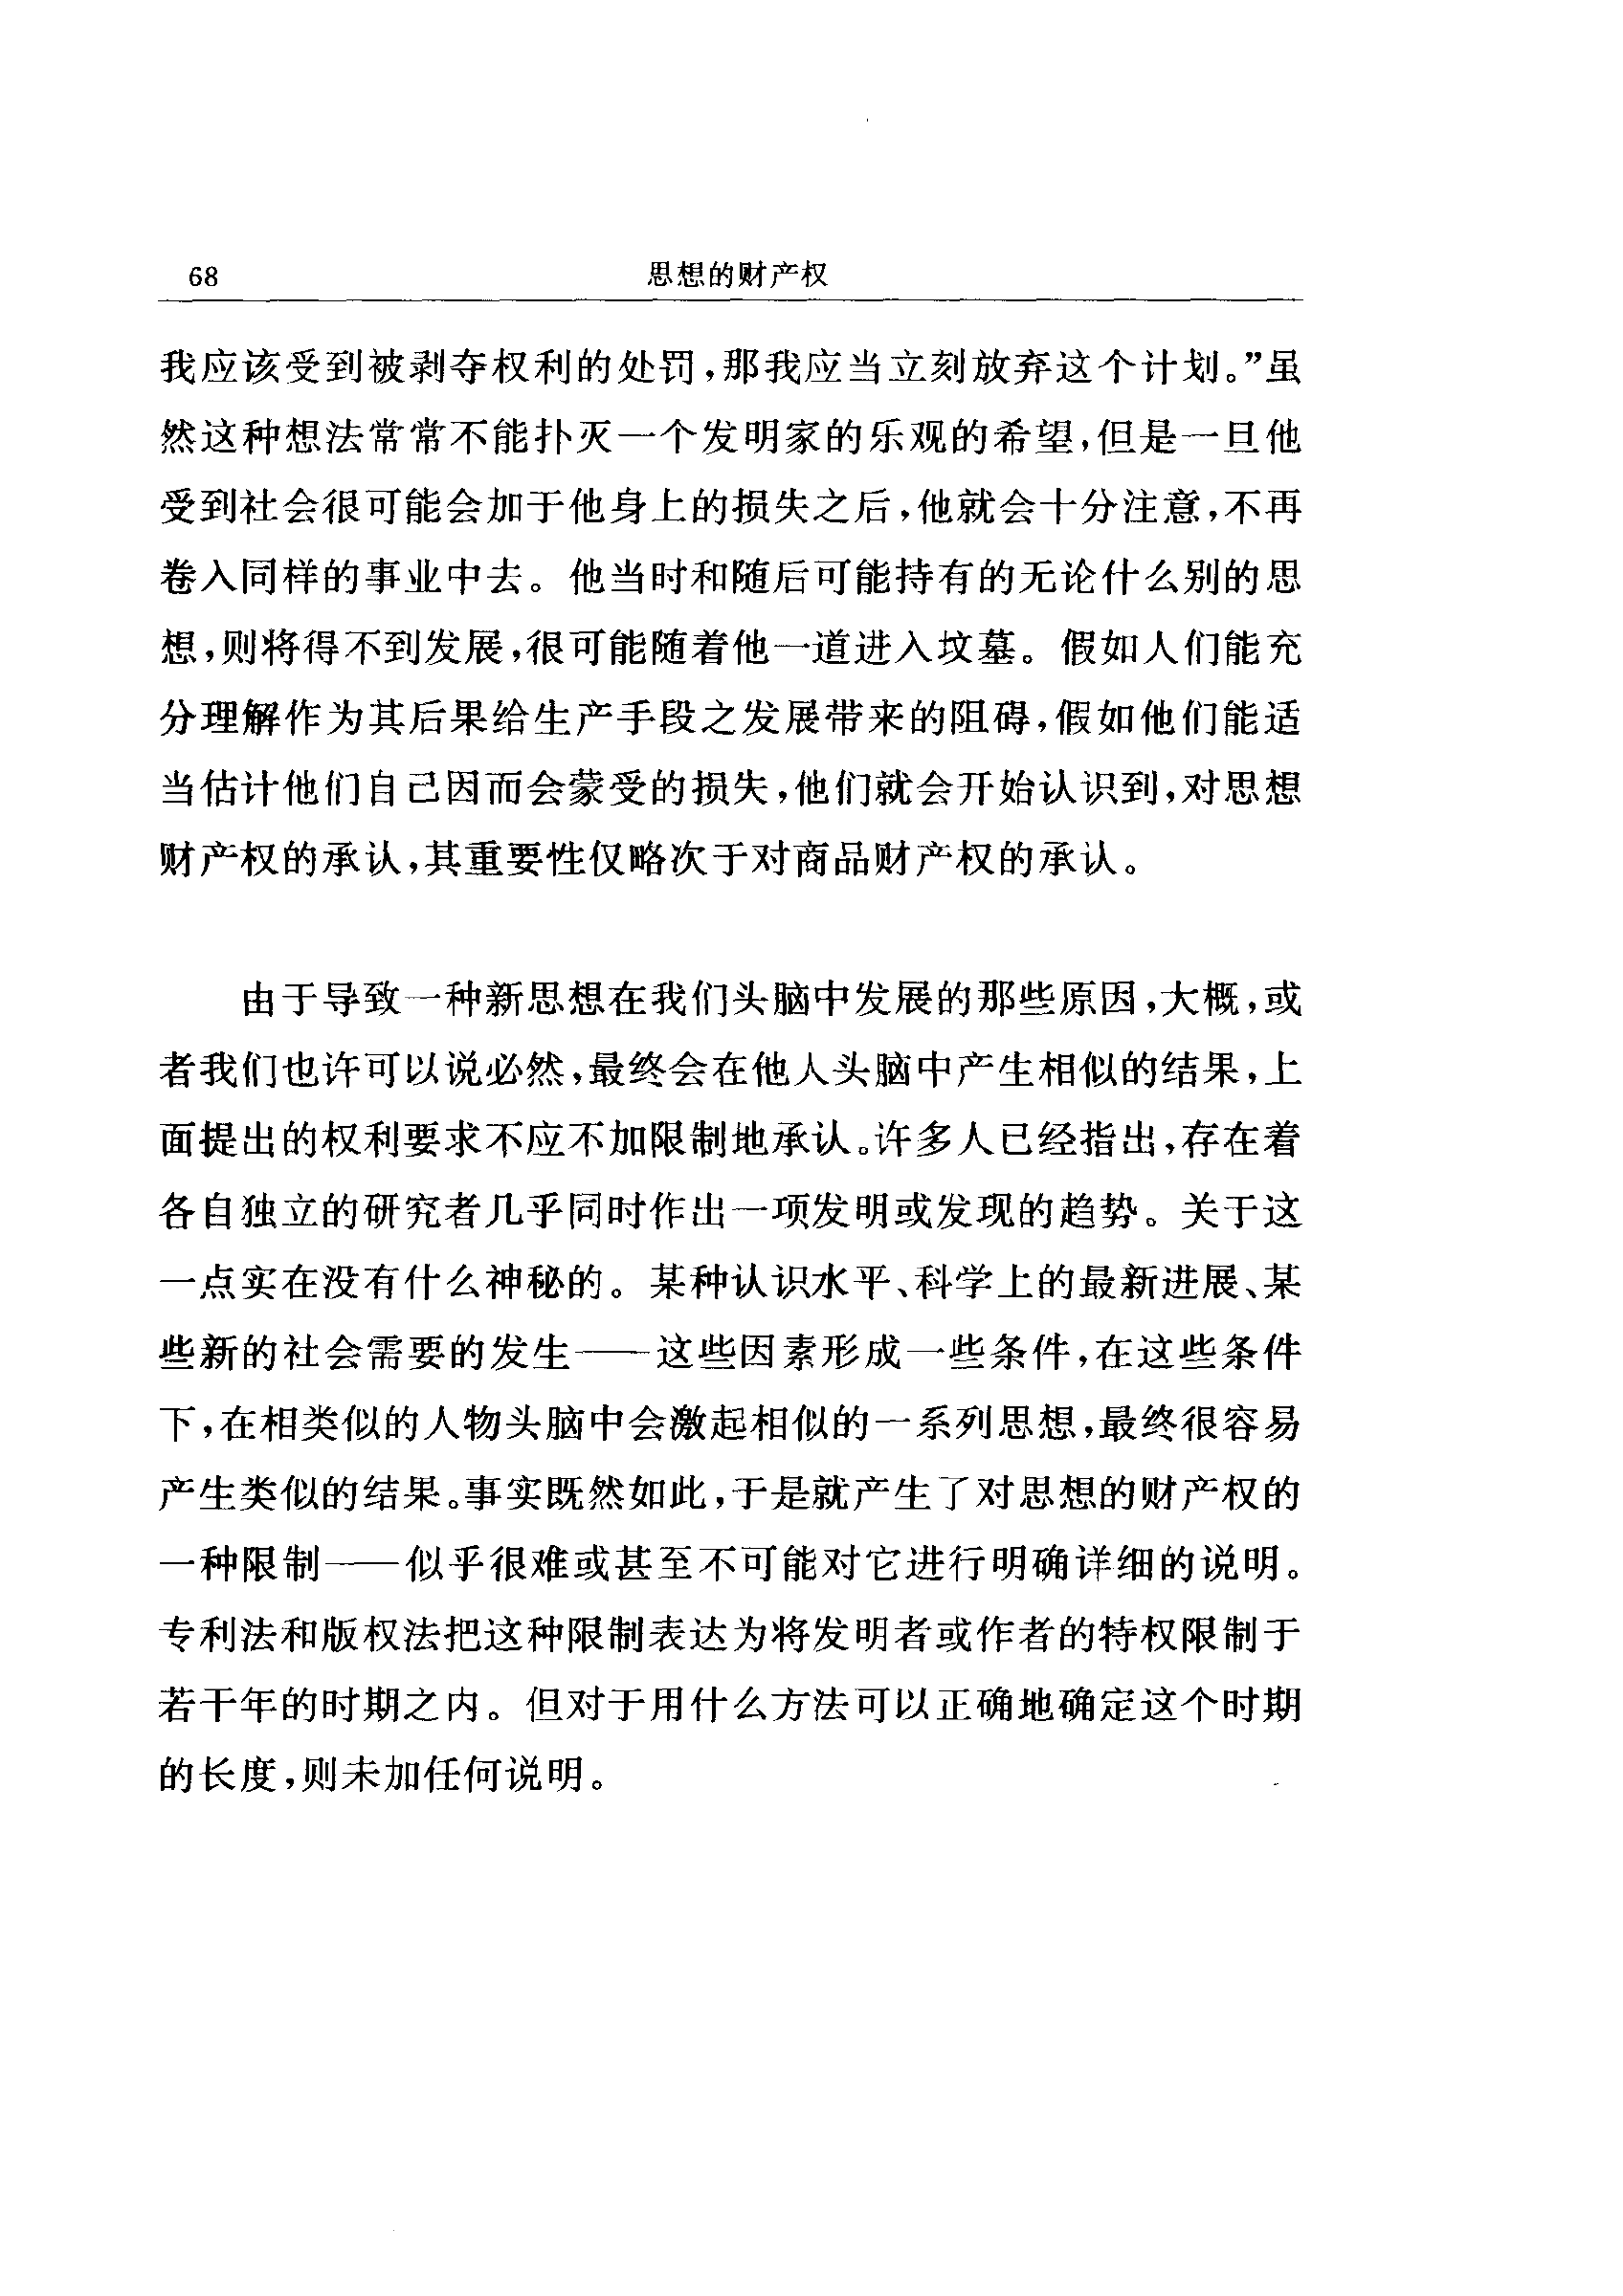 68
思想的财产权
我应该受到被剥夺权利的处罚,那我应当立刻放弃这个计划。”虽
然这种想法常常不能扑灭一个发明家的乐观的希望,但是一旦他
受到社会很可能会加于他身上的损失之后,他就会十分注意,不再
卷入同样的事业中去。他当时和随后可能持有的无论什么别的思
想,则将得不到发展,很可能随着他一道进入坟墓。假如人们能充
分理解作为其后果给生产手段之发展带来的阻碍,假如他们能适
当估计他们自己因而会蒙受的损失,他们就会开始认识到,对思想
财产权的承认,其重要性仅略次于对商品财产权的承认。
由于导致一种新思想在我们头脑中发展的那些原因,大概,或
者我们也许可以说必然,最终会在他人头脑中产生相似的结果,上
面提出的权利要求不应不加限制地承认。许多人已经指出,存在着
各自独立的研究者几乎同时作出一项发明或发现的趋势。关于这
一点实在没有什么神秘的。某种认识水平、科学上的最新进展、某
些新的社会需要的发生——这些因素形成一些条件,在这些条件
下,在相类似的人物头脑中会激起相似的一系列思想,最终很容易
产生类似的结果。事实既然如此,于是就产生了对思想的财产权的
一种限制——似乎很难或甚至不可能对它进行明确详细的说明。
专利法和版权法把这种限制表达为将发明者或作者的特权限制于
若干年的时期之内。但对于用什么方法可以正确地确定这个时期
的长度,则未加任何说明。